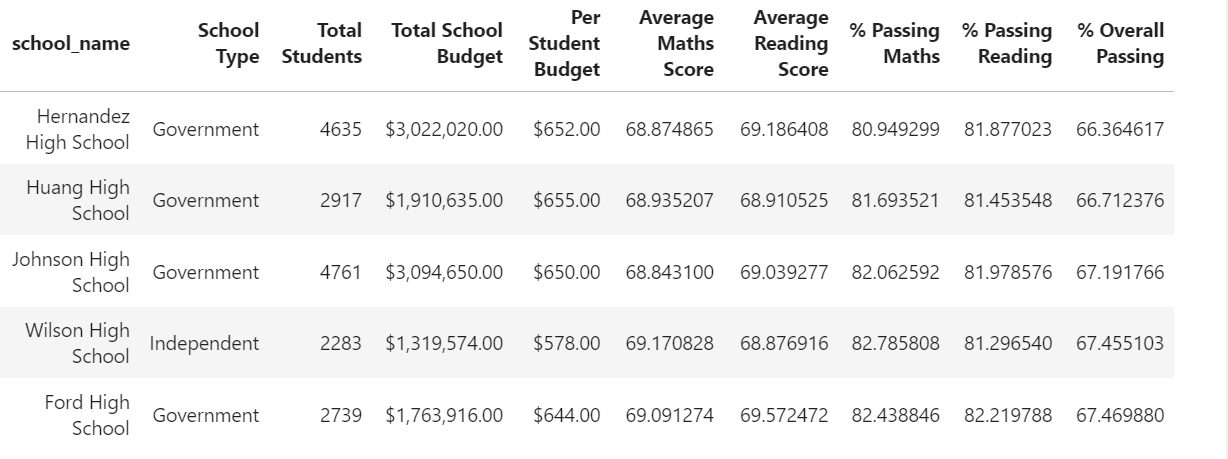 school_name School Type Total Students Total School Budget Per Student Budget Average Maths Score Average Reading Score % Passing Maths % Passing Reading % Overall Passing
Hernandez High School Government 4635 $3,022,020.00 $652.00 68.874865 69.186408 80.949299 81.877023 66.364617
Huang High School Government 2917 $1,910,635.00 $655.00 68.935207 68.910525 81.693521 81.453548 66.712376
Johnson High School Government 4761 $3,094,650.00 $650.00 68.843100 69.039277 82.062592 81.978576 67.191766
Wilson High School Independent 2283 $1,319,574.00 $578.00 69.170828 68.876916 82.785808 81.296540 67.455103
Ford High School Government 2739 $1,763,916.00 $644.00 69.091274 69.572472 82.438846 82.219788 67.469880